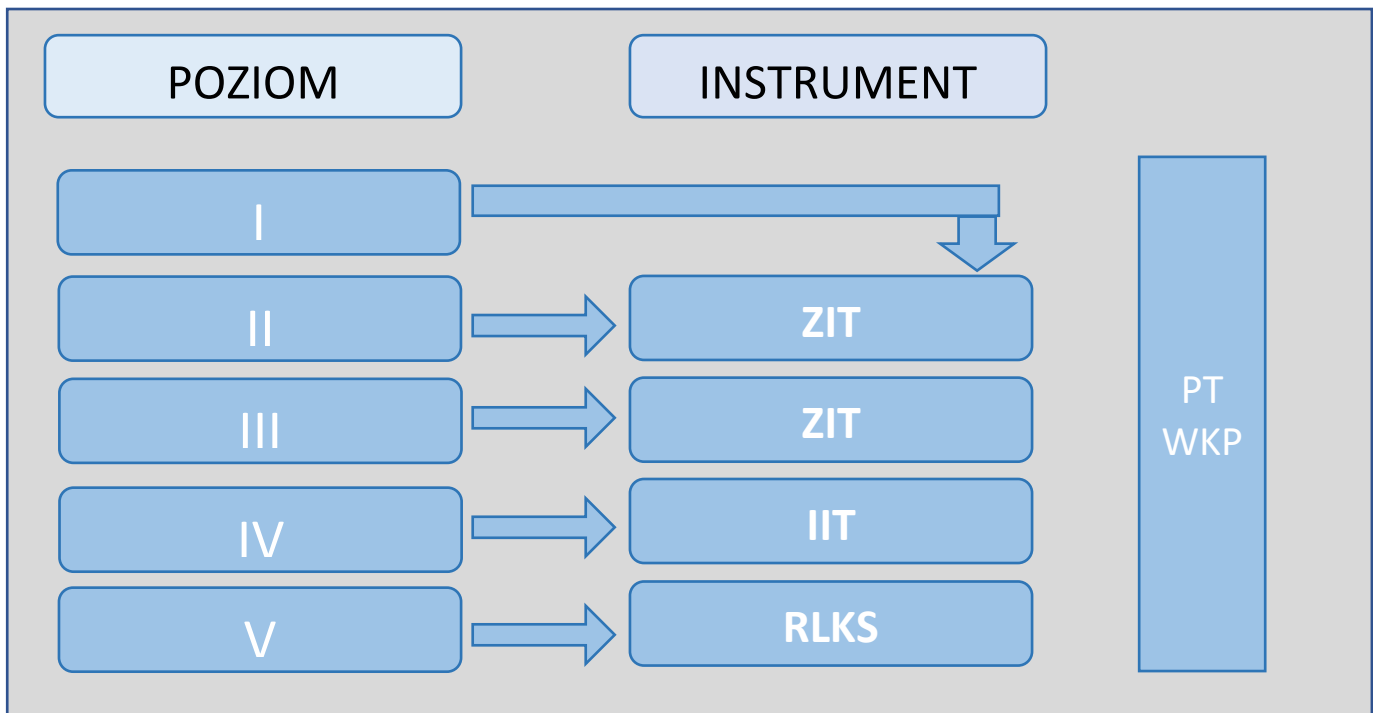 POZIOM
INSTRUMENT
I
II
ZIT
III
ZIT
IV
IIT
V
RLKS
PT
WKP